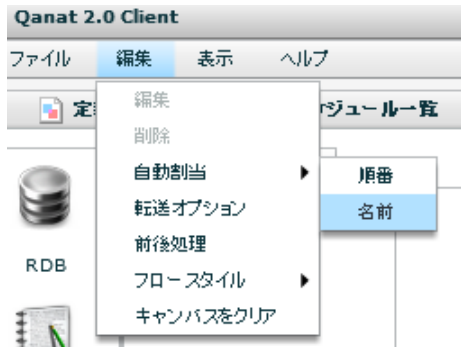 Qanat 2.0 Client
ファイル 編集 表示 ヘルプ
編集
定 ジュール一覧
削除
自動割当
順番
転送オプション
名前
前後処理
RDB
フロースタイル
キャンバスをクリア